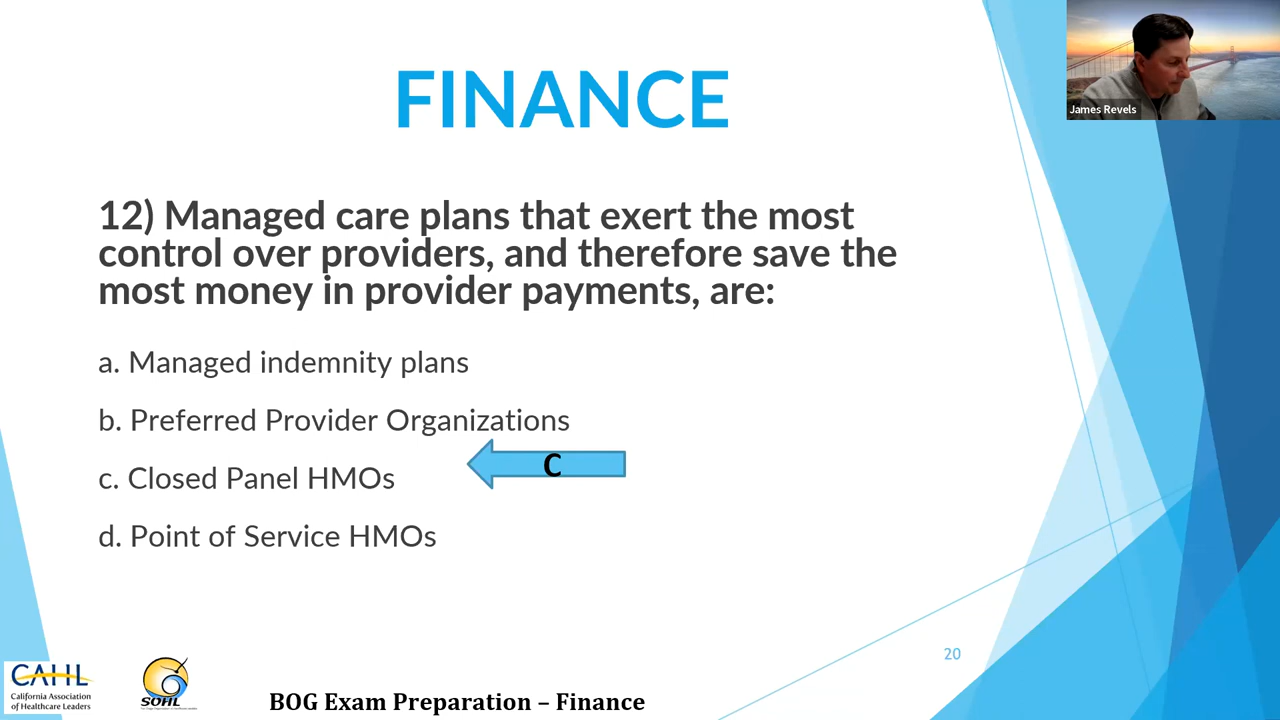 James Revels
FINANCE
12) Managed care plans that exert the most
control over providers, and therefore save the
most money in provider payments, are:
a. Managed indemnity plans
b. Preferred Provider Organizations
C
c. Closed Panel HMOs
d. Point of Service HMOs
20
CAHL
California Association
of Healthcare Leaders
SOHL
BOG Exam Preparation – Finance